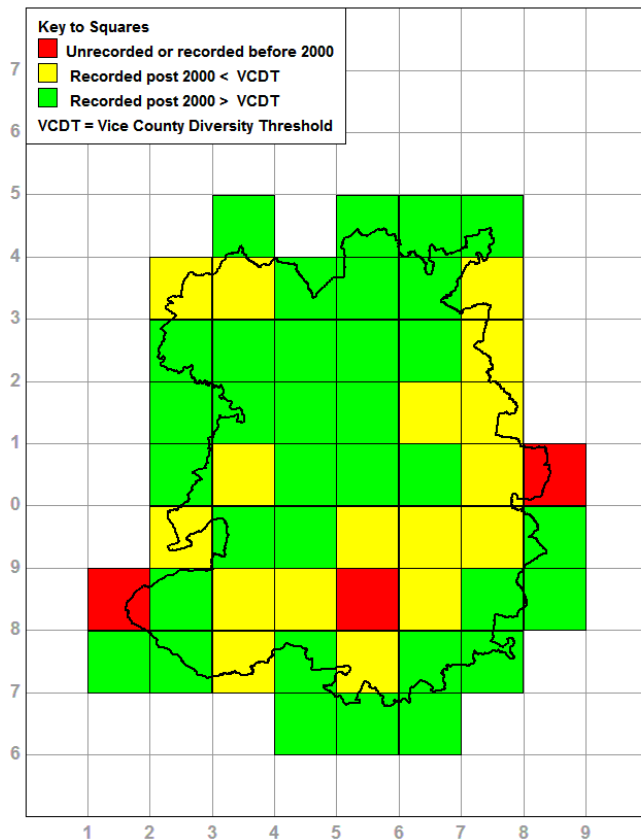 Key to Squares
Unrecorded or recorded before 2000
Recorded post 2000 < VCDT
Recorded post 2000 > VCDT
VCDT = Vice County Diversity Threshold
7
6
5
4
3
2
1
0
9
8
7
6
1 2 3 4 5 6 7 8 9